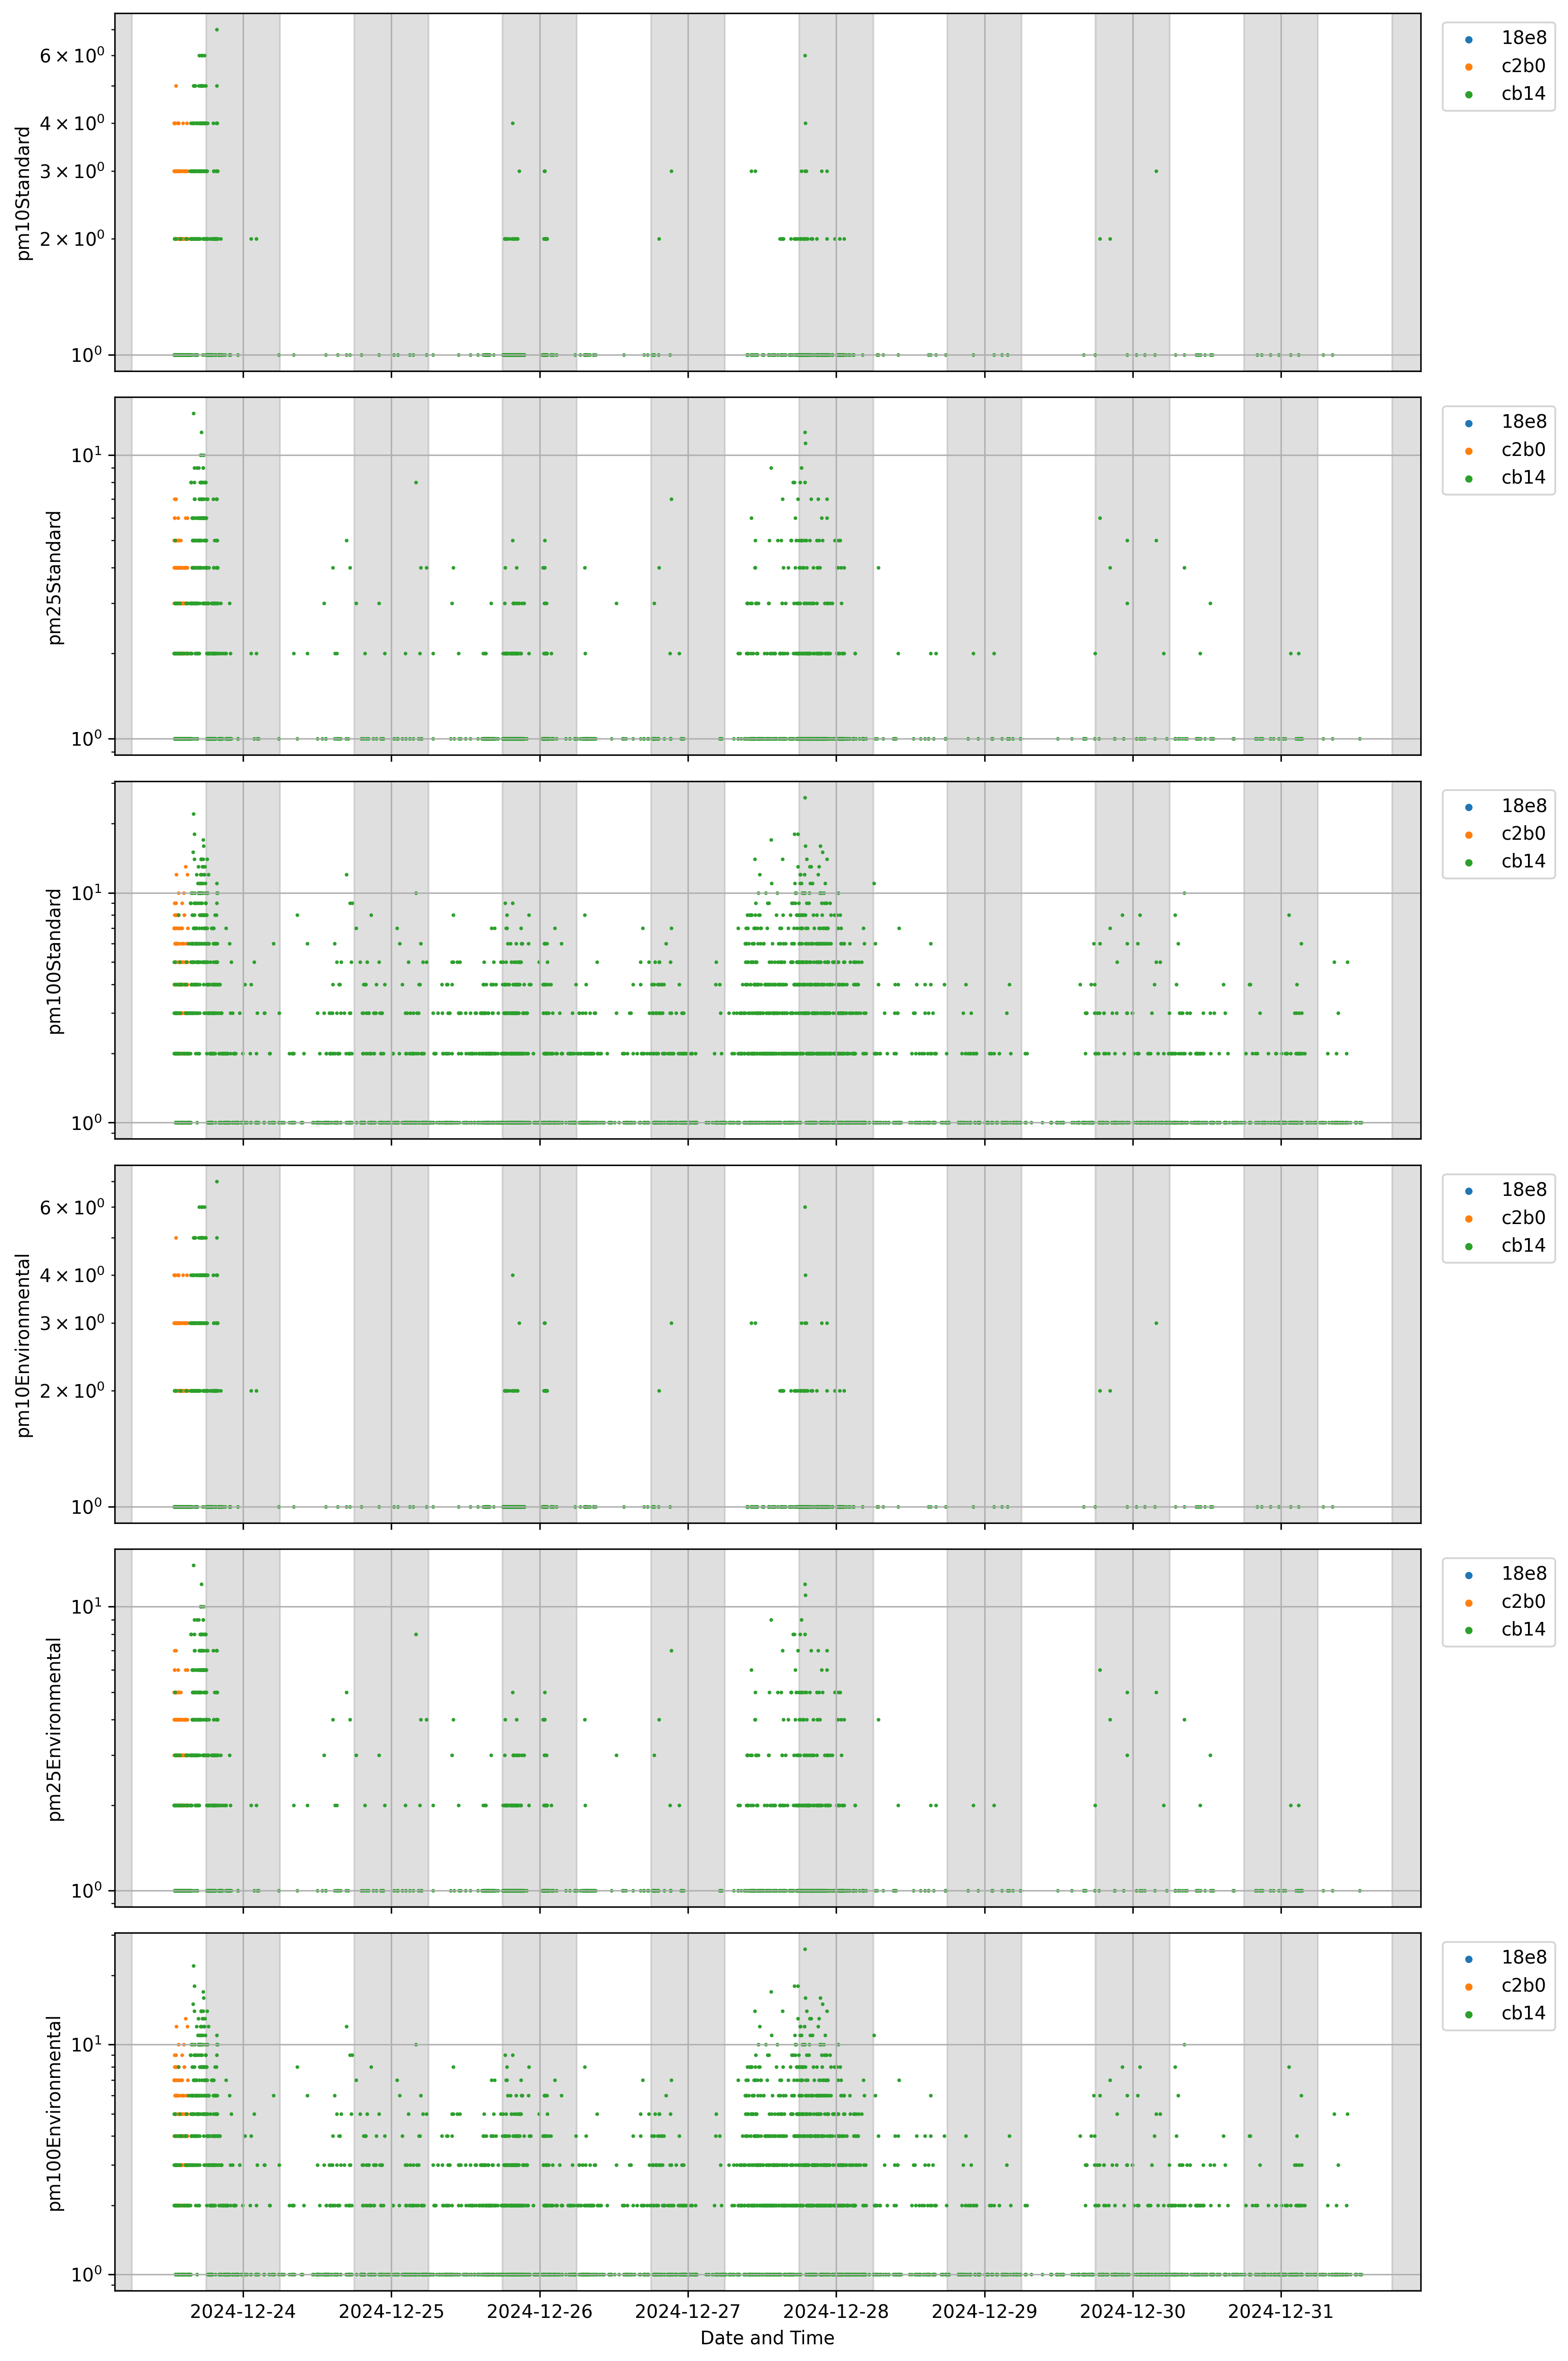 pm10Standard
6 × 10⁰
4 × 10⁰
3 × 10⁰
2 × 10⁰
10⁰
18e8
c2b0
cb14
pm25Standard
10¹
10⁰
18e8
c2b0
cb14
pm100Standard
10¹
10⁰
18e8
c2b0
cb14
pm10Environmental
6 × 10⁰
4 × 10⁰
3 × 10⁰
2 × 10⁰
10⁰
18e8
c2b0
cb14
pm25Environmental
10¹
10⁰
18e8
c2b0
cb14
pm100Environmental
10¹
10⁰
18e8
c2b0
cb14
2024-12-24 2024-12-25 2024-12-26 2024-12-27 2024-12-28 2024-12-29 2024-12-30 2024-12-31
Date and Time